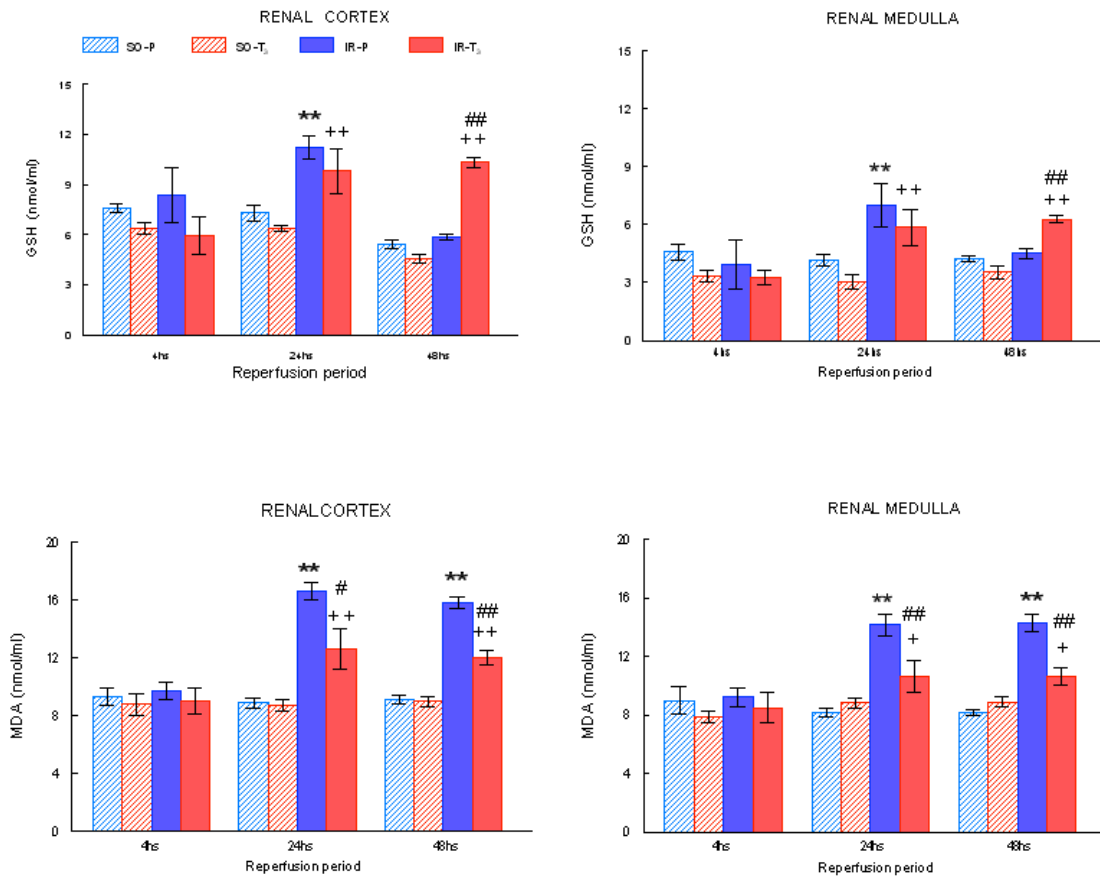 RENAL CORTEX
SO-P SO-T3 IR-P IR-T3
15
12
9
6
3
0
GSH (nmol/ml)
**
++
##
++
4hs 24hs 48hs
Reperfusion period
RENAL MEDULLA
15
12
9
6
3
0
GSH (nmol/ml)
**
++
##
++
4hs 24hs 48hs
Reperfusion period
RENALCORTEX
20
16
12
8
4
0
MDA (nmol/ml)
**
#
++
**
##
++
4hs 24hs 48hs
Reperfusion period
RENAL MEDULLA
20
16
12
8
4
0
MDA (nmol/ml)
**
##
+
**
##
+
4hs 24hs 48hs
Reperfusion period